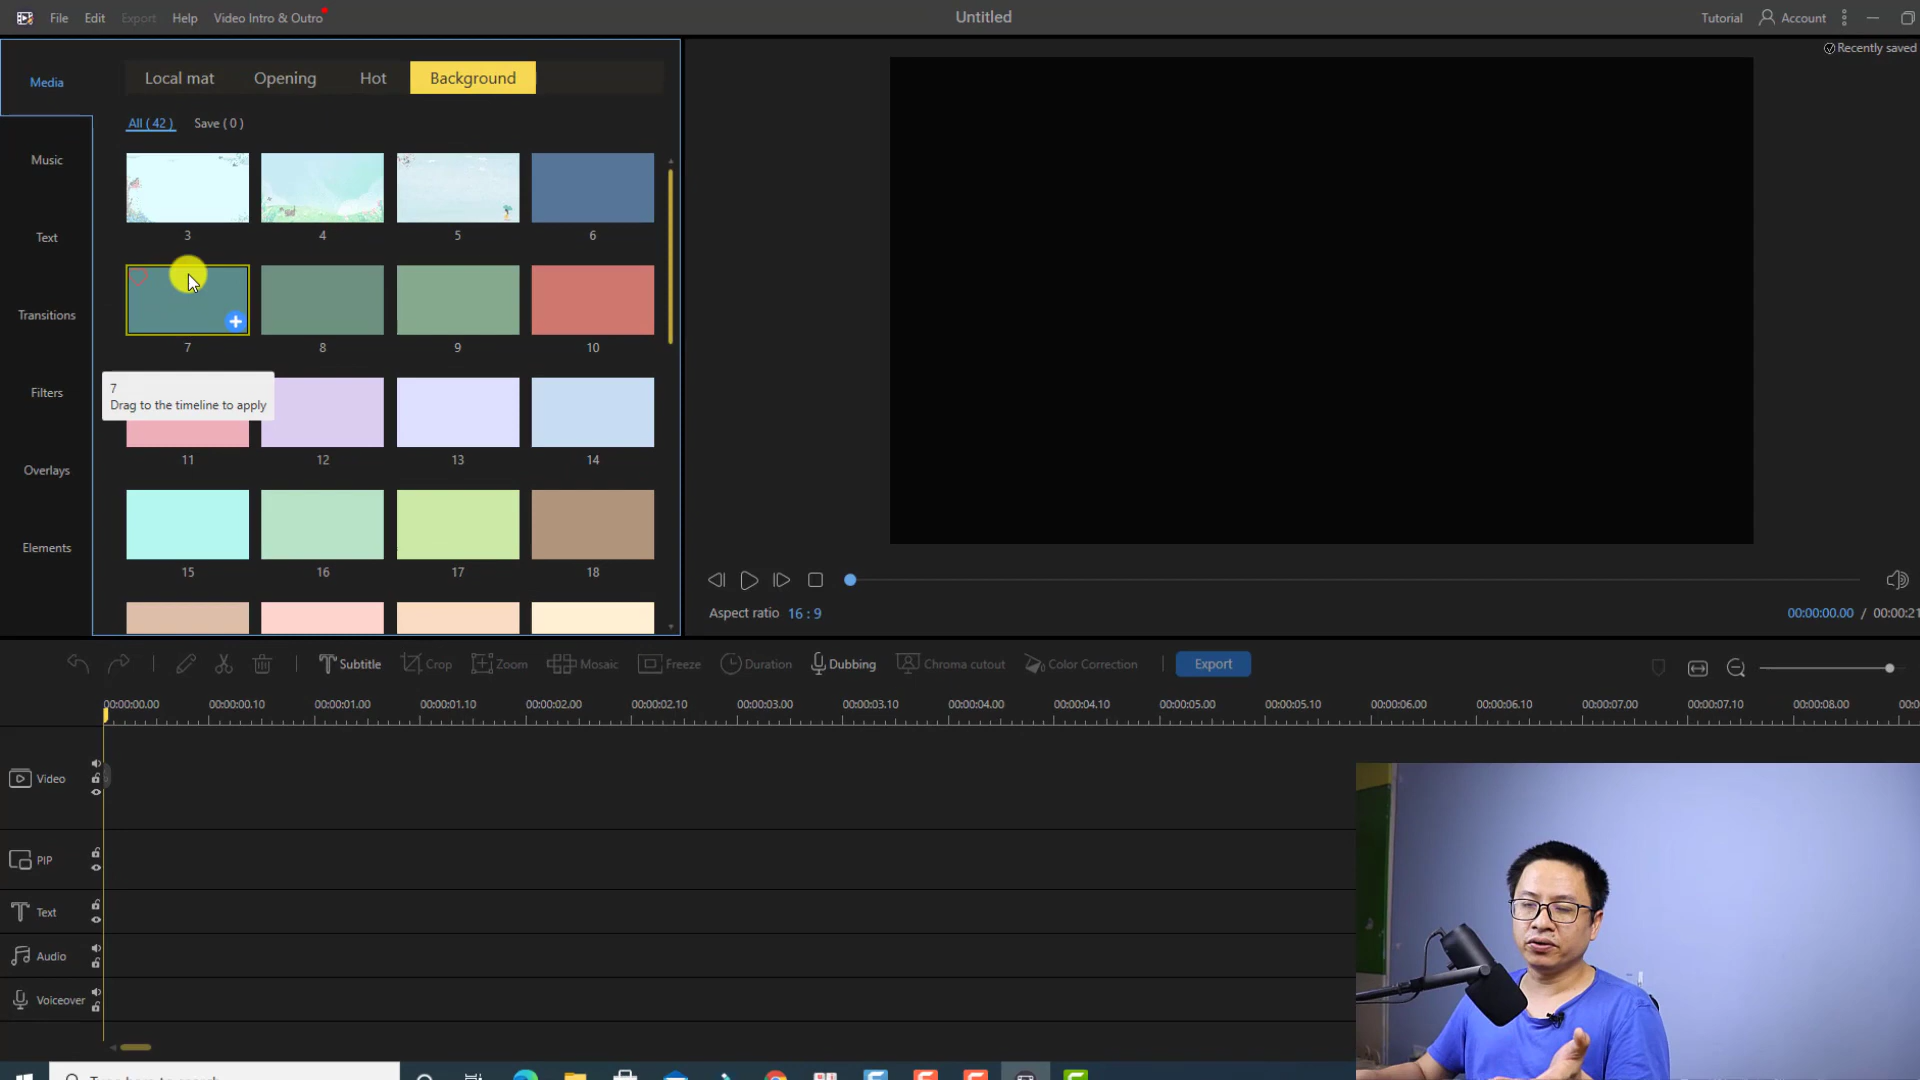 File Edit Export Help Video Intro & Outro
Untitled
Tutorial Account
Recently saved
Media
Music
Text
Transitions
Filters
Overlays
Elements
Local mat Opening Hot Background
All ( 42 ) Save ( 0 )
3 4 5 6
7 8 9 10
7
Drag to the timeline to apply
11 12 13 14
15 16 17 18
Aspect ratio 16 : 9
00:00:00.00 / 00:00:21
Subtitle Crop Zoom Mosaic Freeze Duration Dubbing Chroma cutout Color Correction Export
00:00:00.00 00:00:00.10 00:00:01.00 00:00:01.10 00:00:02.00 00:00:02.10 00:00:03.00 00:00:03.10 00:00:04.00 00:00:04.10 00:00:05.00 00:00:05.10 00:00:06.00 00:00:06.10 00:00:07.00 00:00:07.10 00:00:08.00 00:0
Video
PIP
Text
Audio
Voiceover
Type here to search